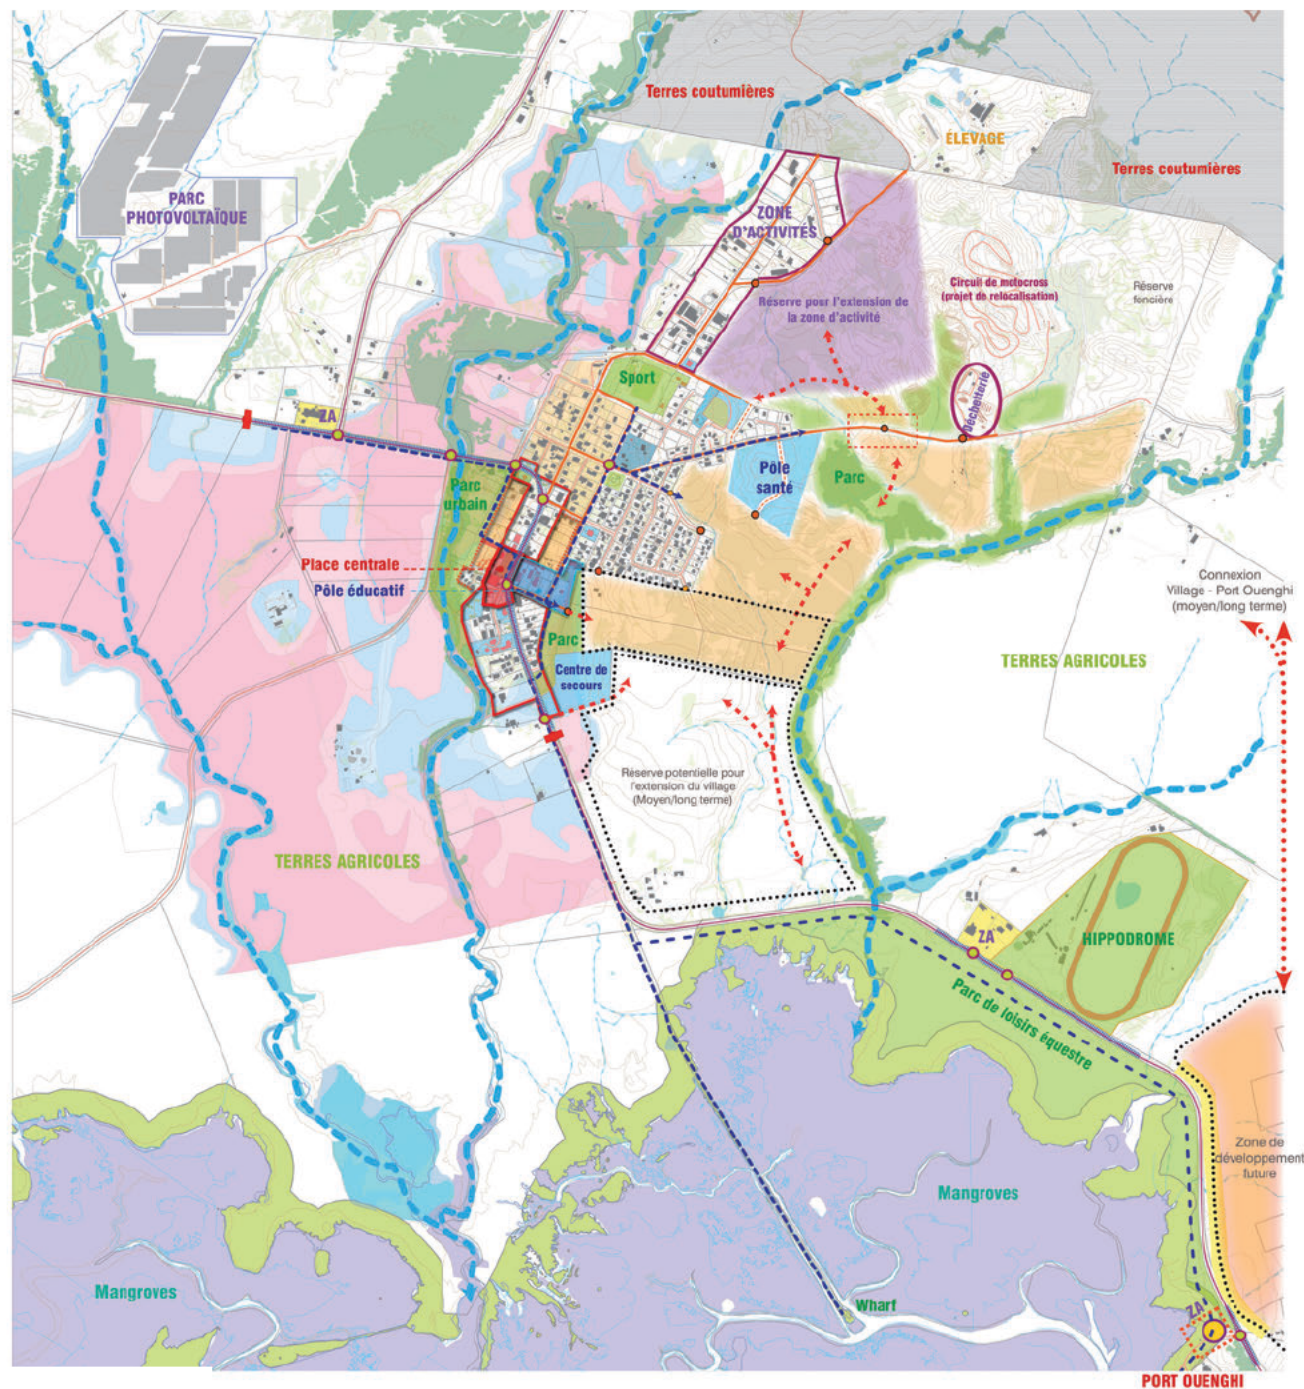 Terres coutumières
ÉLEVAGE
Terres coutumières
PARC
PHOTOVOLTAÏQUE
ZONE
D'ACTIVITÉS
Circuit de motocross
(projet de relocalisation)
Réserve
foncière
Réserve pour l'extension de
la zone d'activité
Sport
Déchetterie
ZA
Parc
urbain
Pôle
santé
Parc
Place centrale
Pôle éducatif
Connexion
Village - Port Ouenghi
(moyen/long terme)
Parc
TERRES AGRICOLES
Centre de
secours
Réserve potentielle pour
l'extension du village
(Moyen/long terme)
TERRES AGRICOLES
ZA
HIPPODROME
Parc de loisirs équestre
Zone de
développement
future
Mangroves
Mangroves
Wharf
ZA
PORT OUENGHI